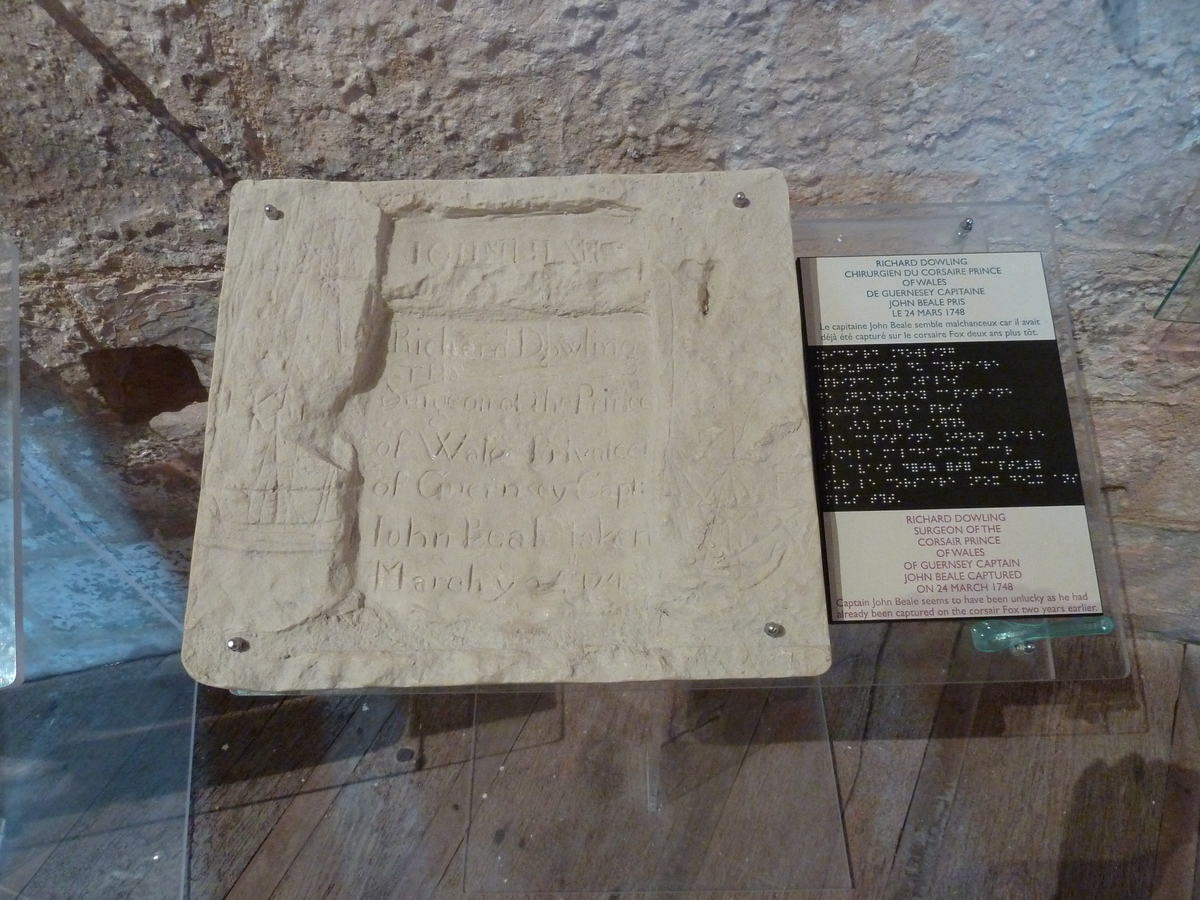 Richard Dowlin
Surgeon of the Prince
of Wales Privateer
of Guernsey Capt:
John Beal
March y
RICHARD DOWLING
CHIRURGIEN DU CORSAIRE PRINCE
OF WALES
DE GUERNESEY CAPITAINE
JOHN BEALE PRIS
LE 24 MARS 1748
Le capitaine John Beale semble malchanceux car il avait
déjà été capturé sur le corsaire Fox deux ans plus tôt.
RICHARD DOWLING
SURGEON OF THE
CORSAIR PRINCE
OF WALES
OF GUERNSEY CAPTAIN
JOHN BEALE CAPTURED
ON 24 MARCH 1748
Captain John Beale seems to have been unlucky as he had
already been captured on the corsair Fox two years earlier.